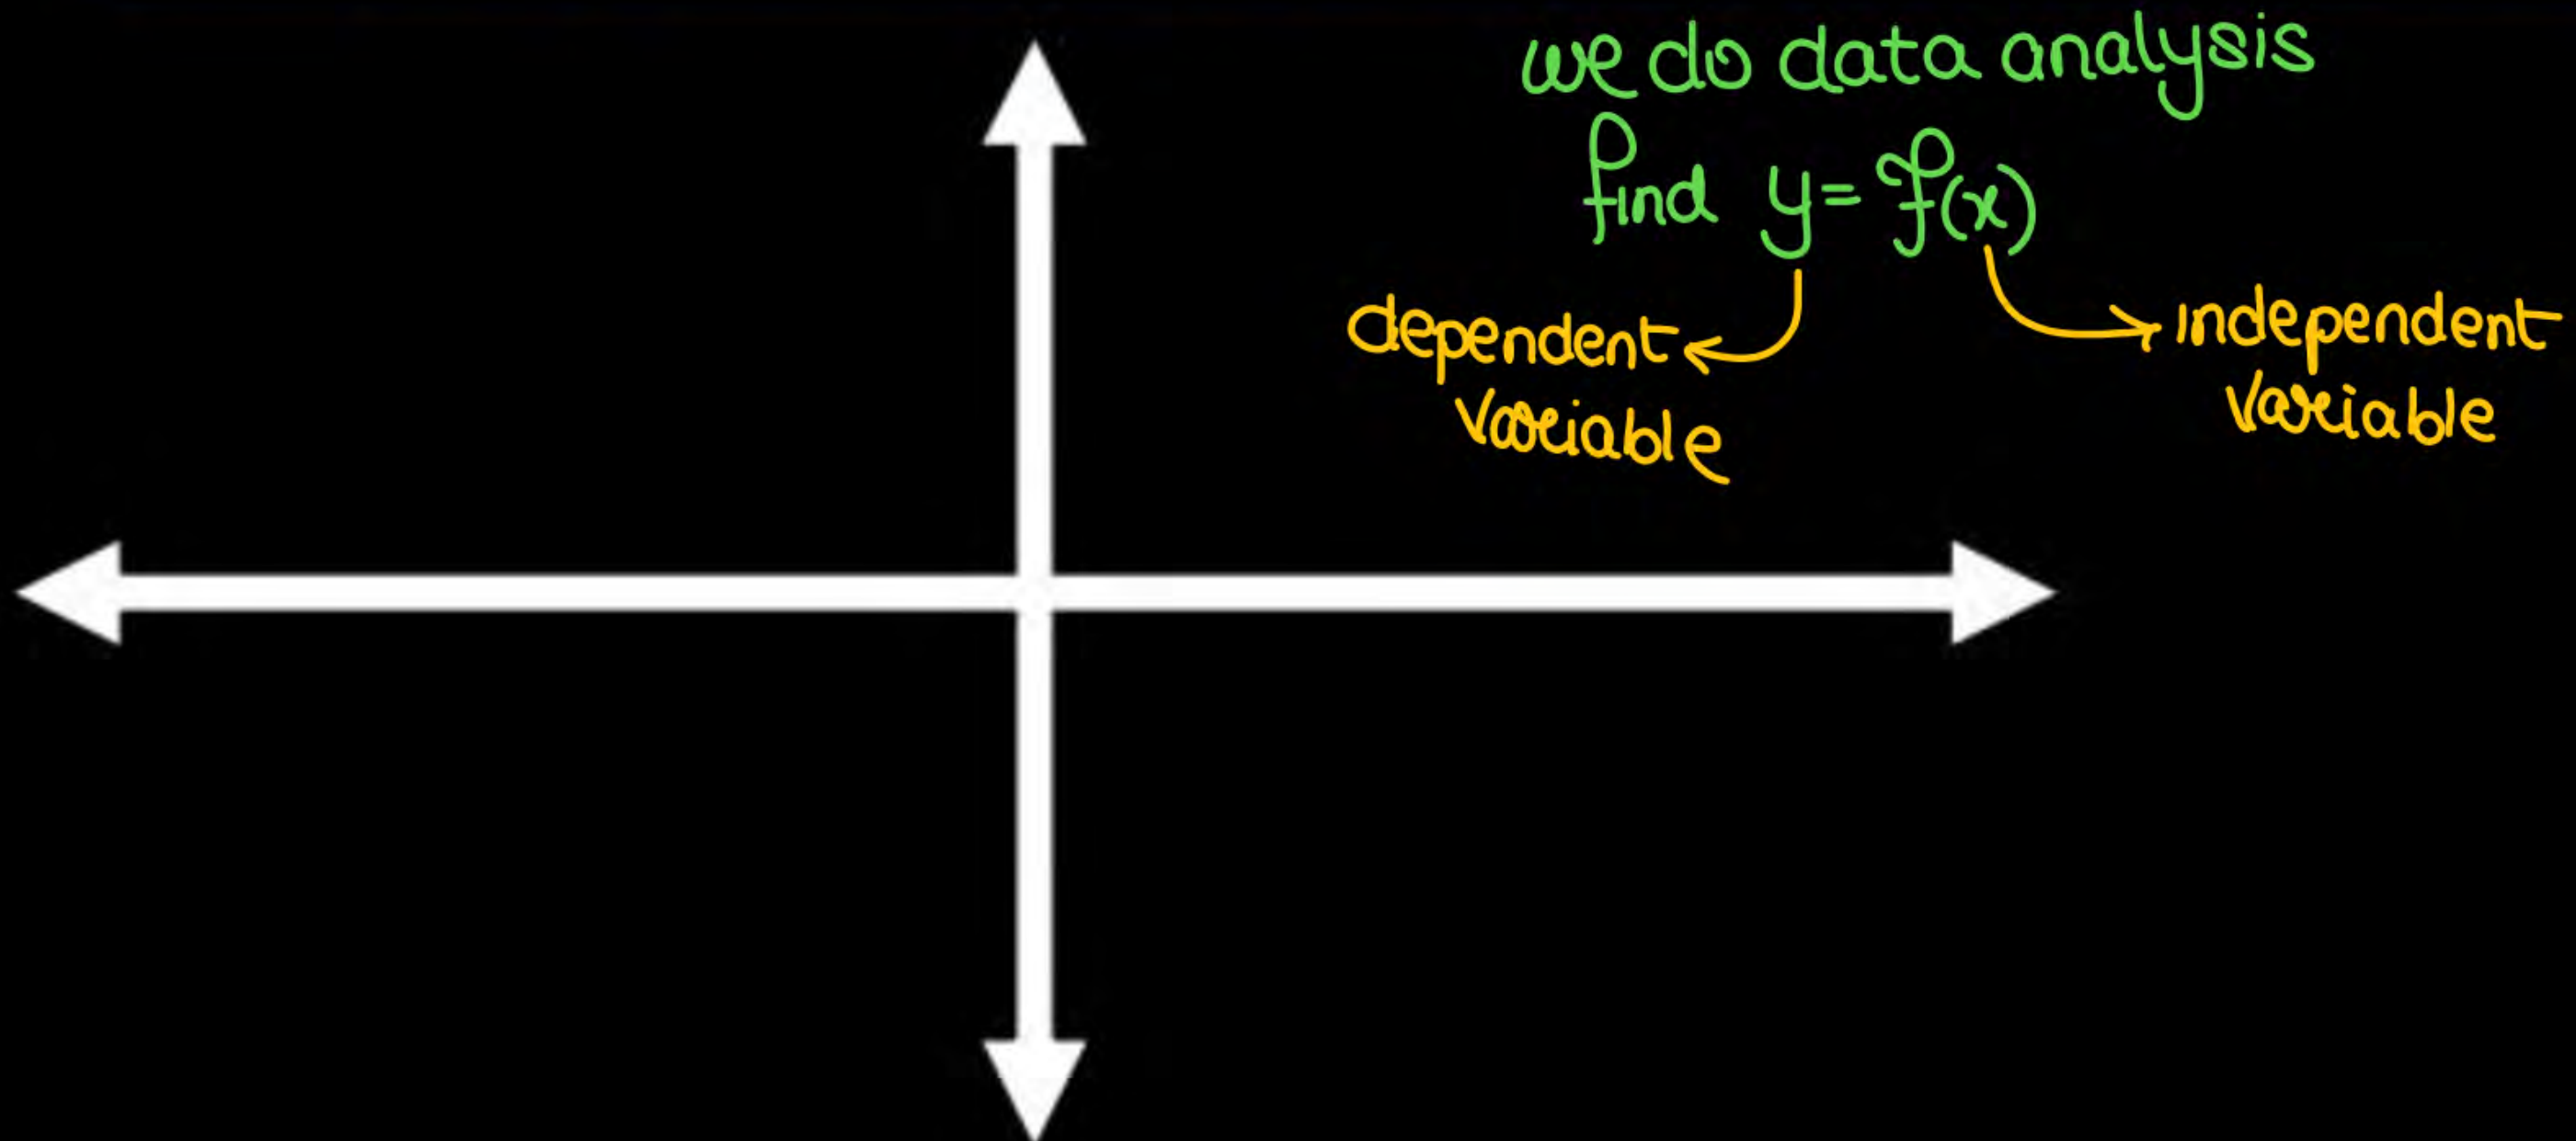 we do data analysis
find y = f(x)
dependent
variable
independent
variable